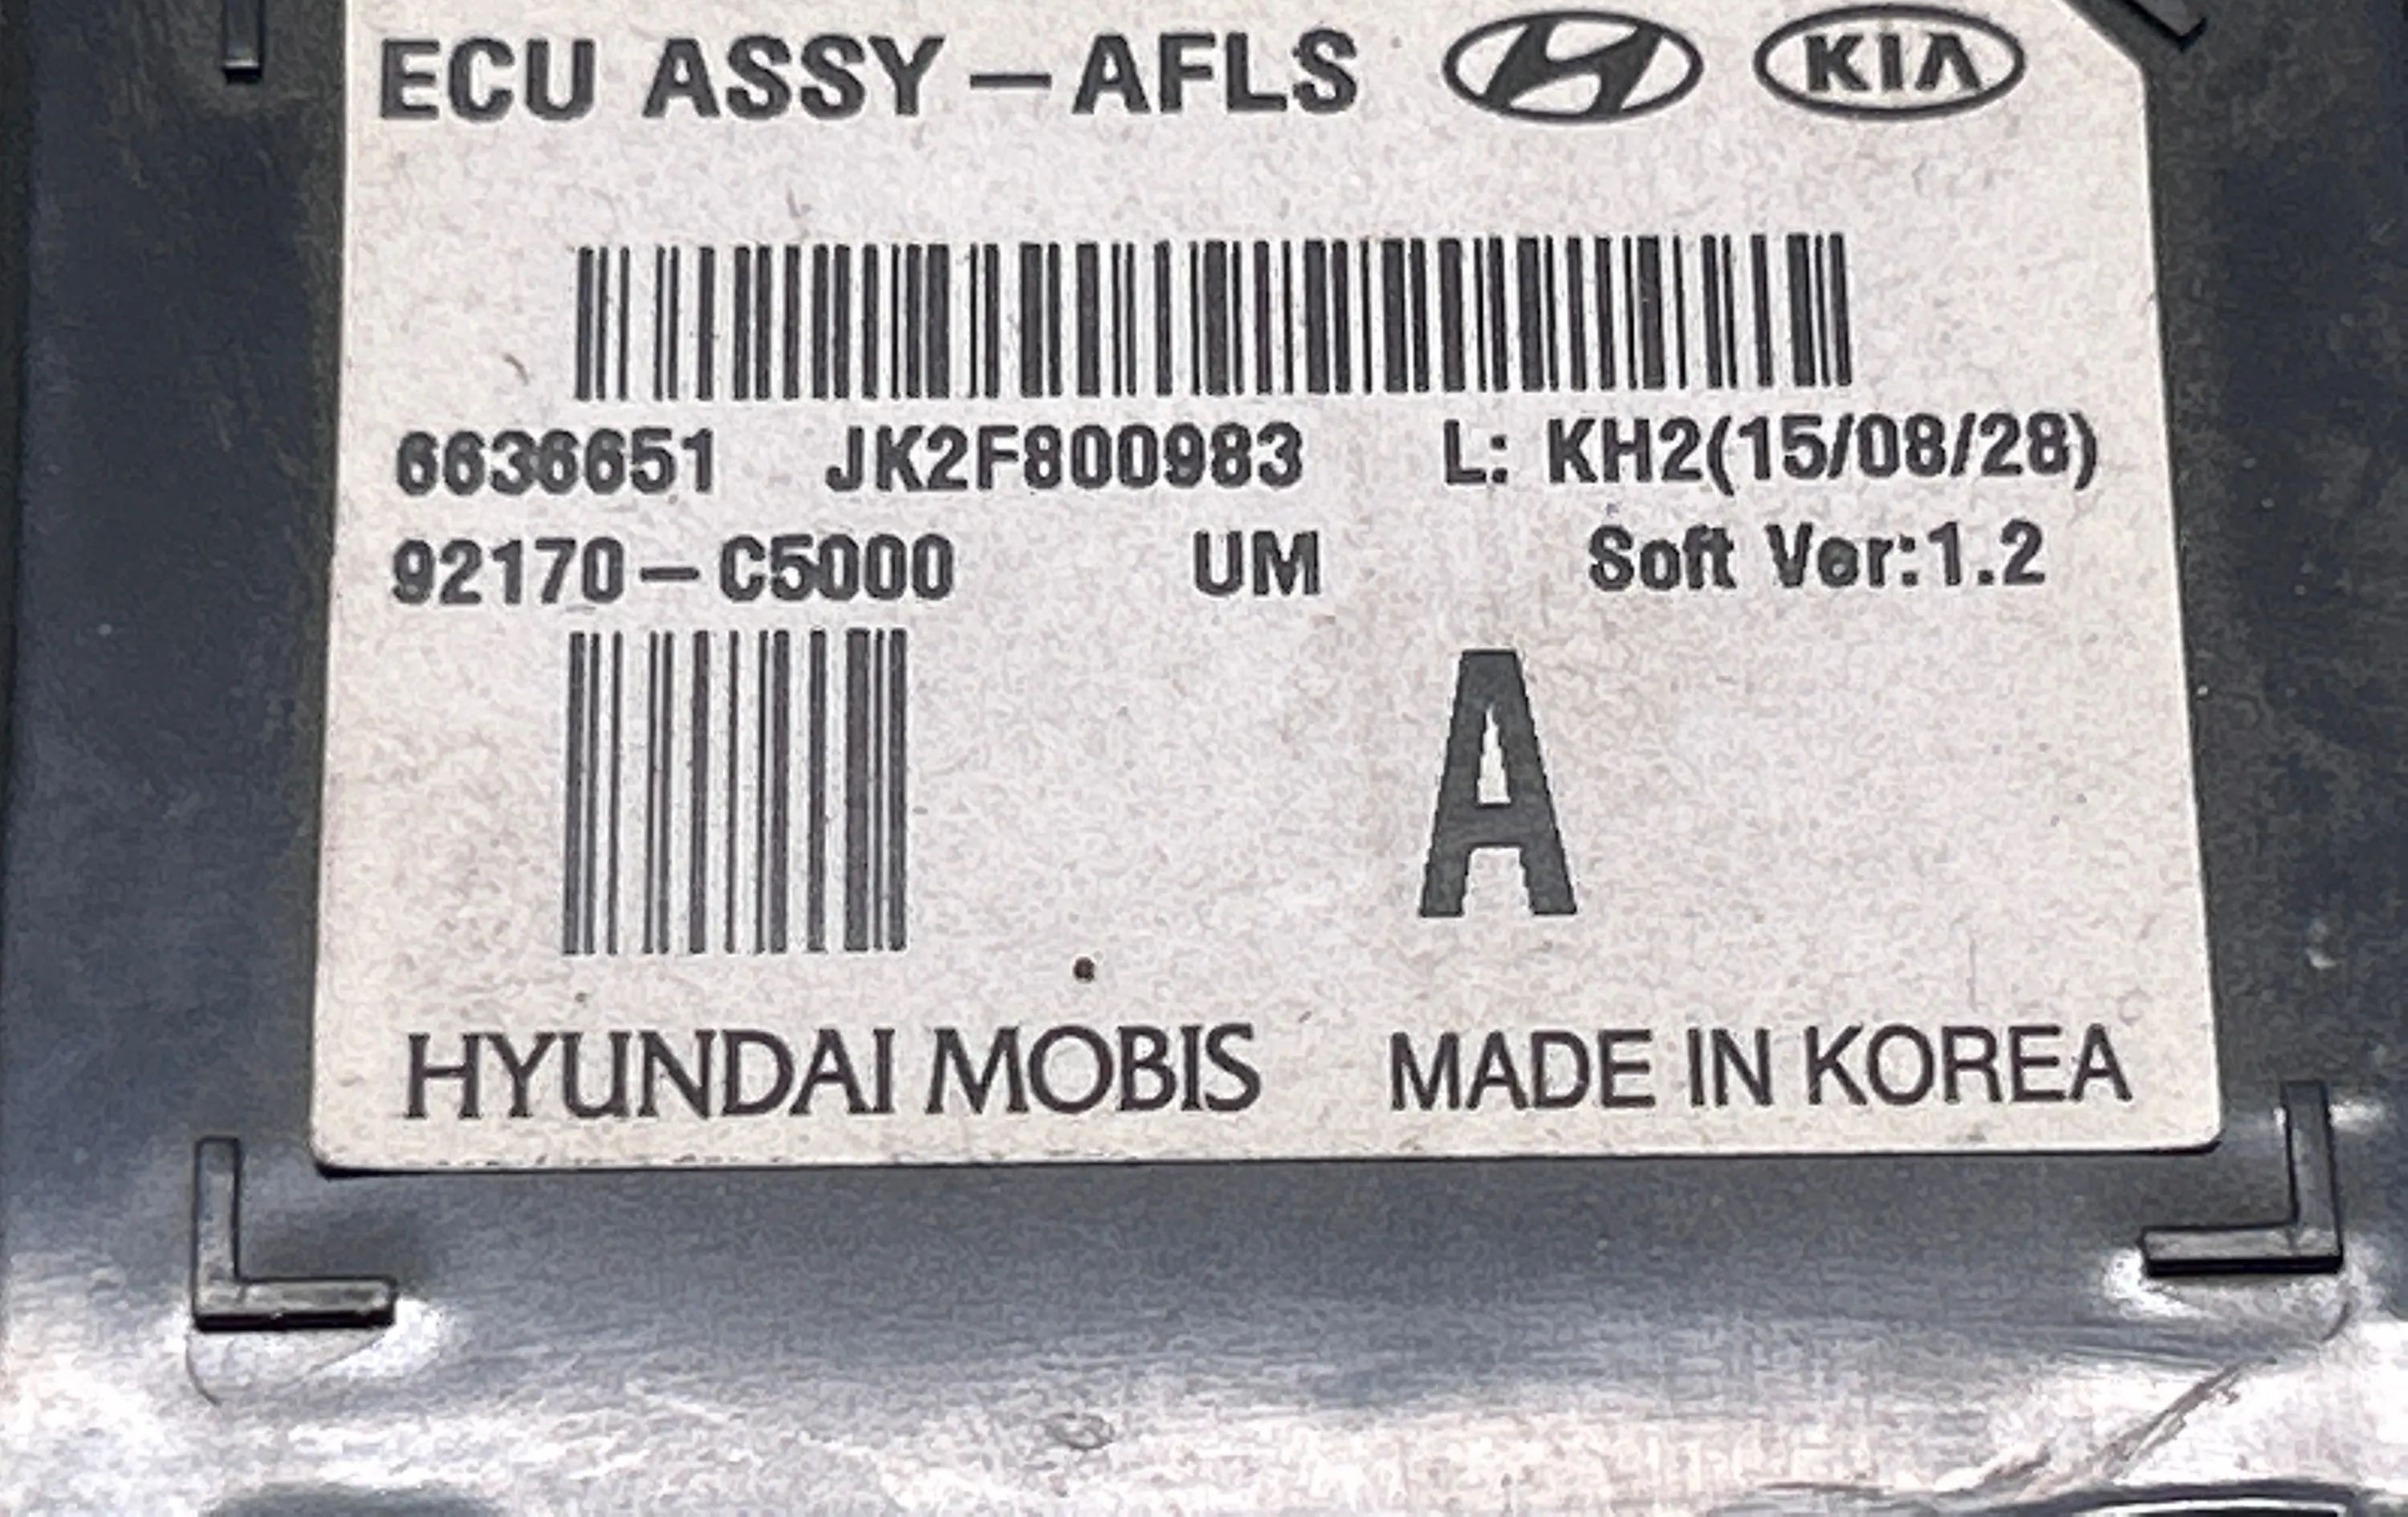 ECU ASSY-AFLS KIA
6636651 JK2F800983 L: KH2(15/08/28)
92170-C5000 UM Soft Ver:1.2
A
HYUNDAI MOBIS MADE IN KOREA